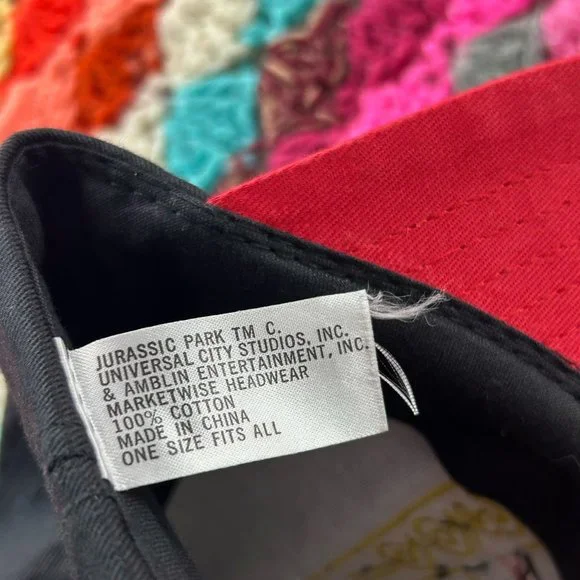 JURASSIC PARK TM C.
UNIVERSAL CITY STUDIOS, INC.
& AMBLIN ENTERTAINMENT, INC.
MARKETWISE HEADWEAR
100% COTTON
MADE IN CHINA
ONE SIZE FITS ALL